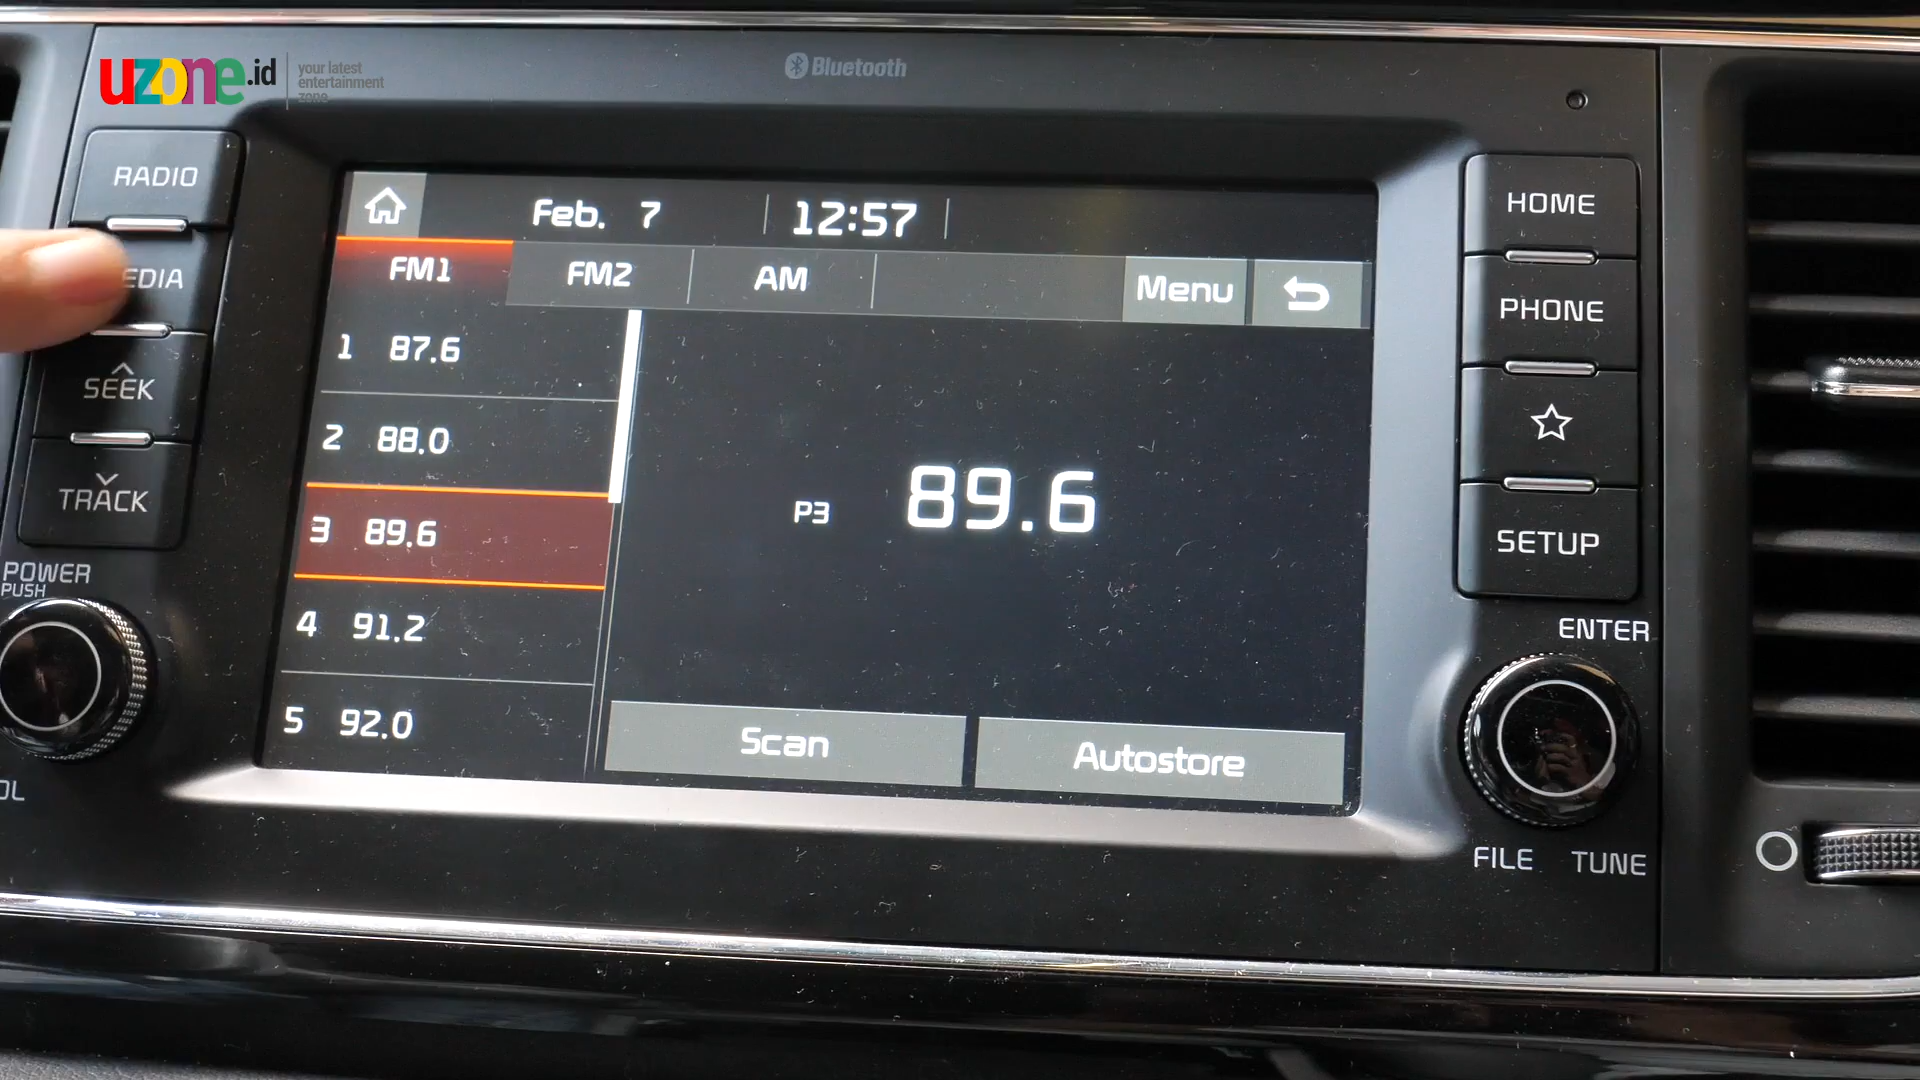 uzone.id
your latest
entertainment
zone
Bluetooth
RADIO
EDIA
SEEK
TRACK
POWER
PUSH
OL
Feb. 7
12:57
FM1
FM2
AM
Menu
1 87.6
2 88.0
3 89.6
4 91.2
5 92.0
P3 89.6
Scan
Autostore
HOME
PHONE
SETUP
ENTER
FILE
TUNE